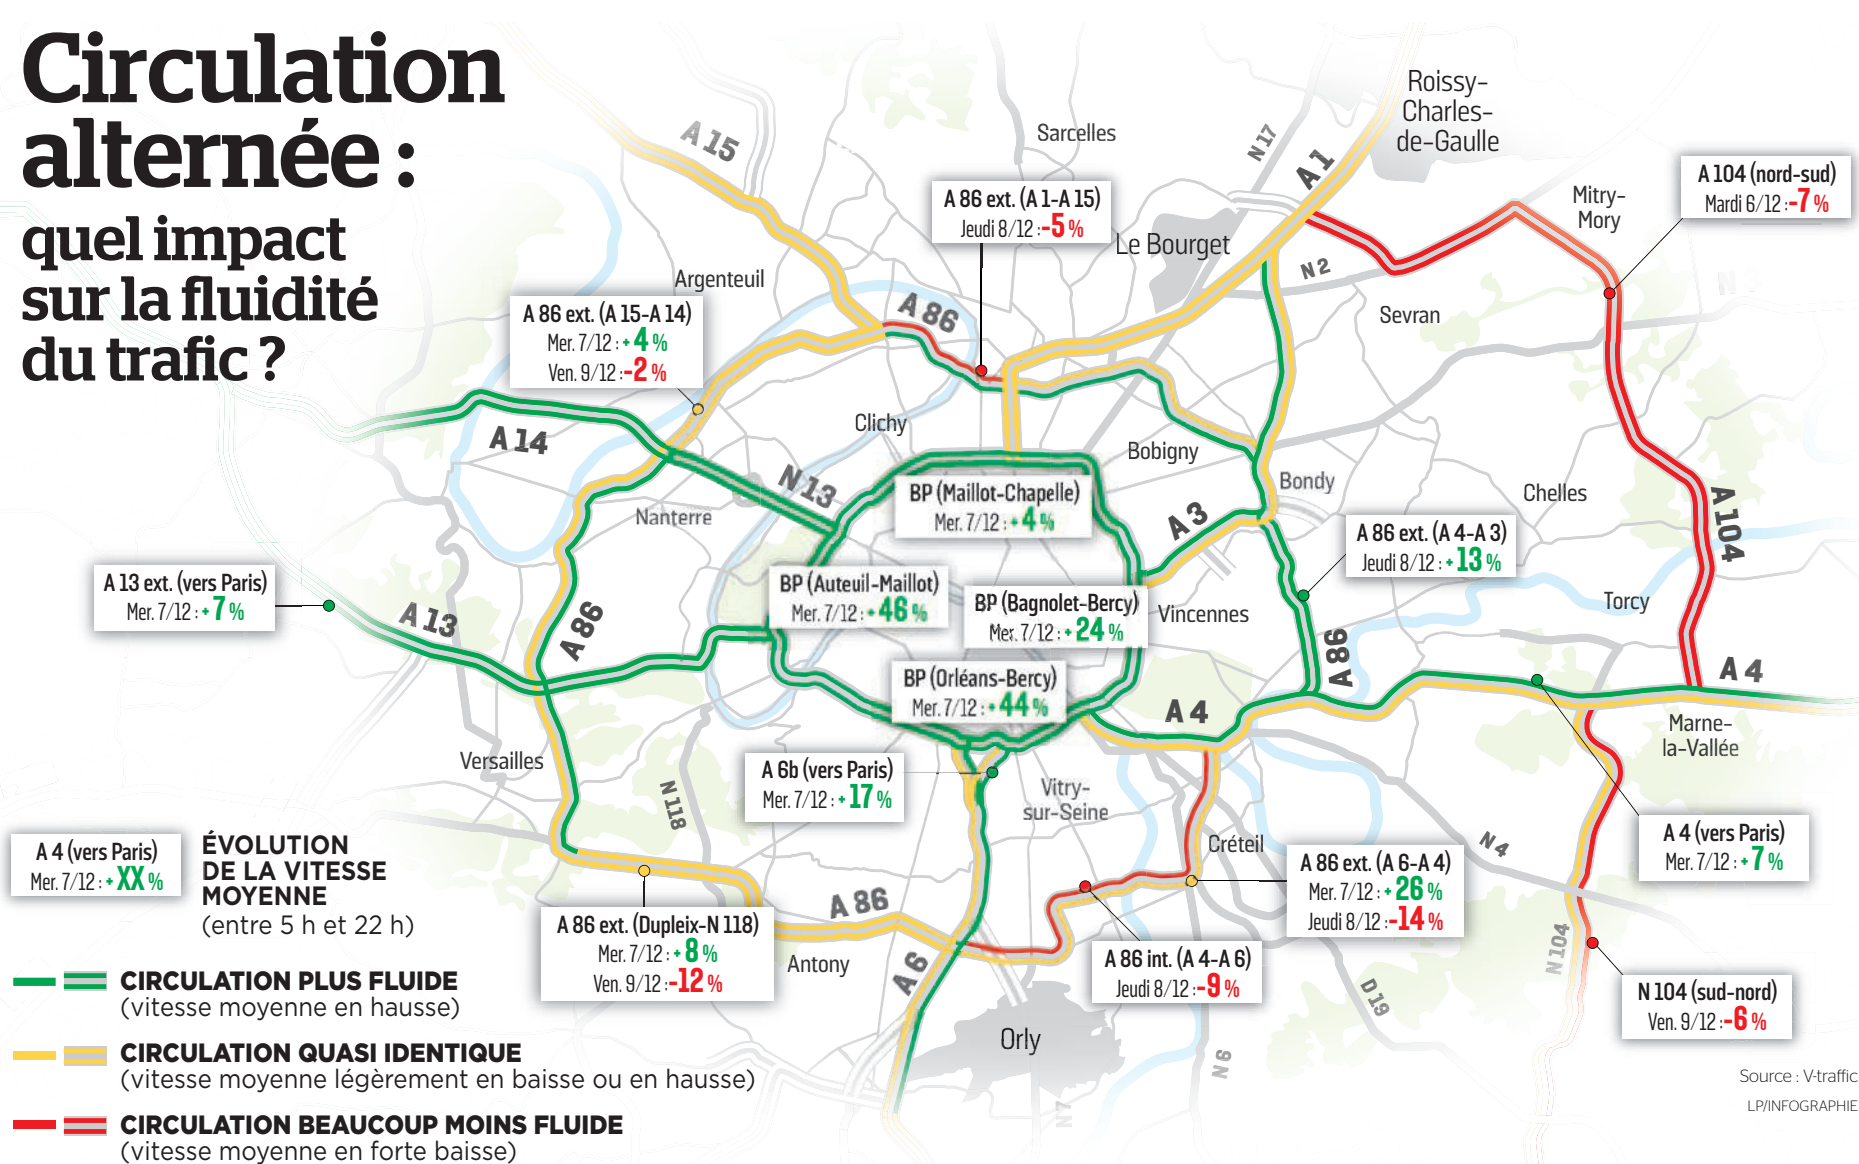 Circulation
alternée :
quel impact
sur la fluidité
du trafic ?
A 15
Sarcelles
N 17
A 1
Roissy-
Charles-
de-Gaulle
A 104 (nord-sud)
Mardi 6/12 :-7 %
Mitry-
Mory
A 86 ext. (A 1-A 15)
Jeudi 8/12 :-5 %
Le Bourget
N 2
Sevran
Argenteuil
A 86
A 86 ext. (A 15-A 14)
Mer. 7/12 : + 4 %
Ven. 9/12 :-2 %
Clichy
A 14
N 13
Bobigny
Bondy
Chelles
A 104
Nanterre
BP (Maillot-Chapelle)
Mer. 7/12 : + 4 %
A 3
A 86 ext. (A 4-A 3)
Jeudi 8/12 : + 13 %
A 13 ext. (vers Paris)
Mer. 7/12 : + 7 %
A 13
A 86
BP (Auteuil-Maillot)
Mer. 7/12 : + 46 %
BP (Bagnolet-Bercy)
Mer. 7/12 : + 24 %
Vincennes
Torcy
A 86
A 4
BP (Orléans-Bercy)
Mer. 7/12 : + 44 %
A 4
Marne-
la-Vallée
Versailles
N 118
A 6b (vers Paris)
Mer. 7/12 : + 17 %
Vitry-
sur-Seine
Créteil
N 4
A 4 (vers Paris)
Mer. 7/12 : + 7 %
A 4 (vers Paris)
Mer. 7/12 : + XX %
ÉVOLUTION
DE LA VITESSE
MOYENNE
(entre 5 h et 22 h)
A 86 ext. (A 6-A 4)
Mer. 7/12 : + 26 %
Jeudi 8/12 :-14 %
A 86
A 86 ext. (Dupleix-N 118)
Mer. 7/12 : + 8 %
Ven. 9/12 :-12 %
Antony
A 6
A 86 int. (A 4-A 6)
Jeudi 8/12 :-9 %
N 104
D 19
N 104 (sud-nord)
Ven. 9/12 :-6 %
Orly
N 6
N 7
CIRCULATION PLUS FLUIDE
(vitesse moyenne en hausse)
CIRCULATION QUASI IDENTIQUE
(vitesse moyenne légèrement en baisse ou en hausse)
CIRCULATION BEAUCOUP MOINS FLUIDE
(vitesse moyenne en forte baisse)
Source : V-traffic
LP/INFOGRAPHIE